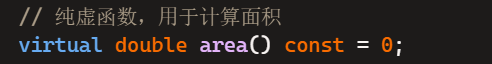 // 纯虚函数，用于计算面积
virtual double area() const = 0;